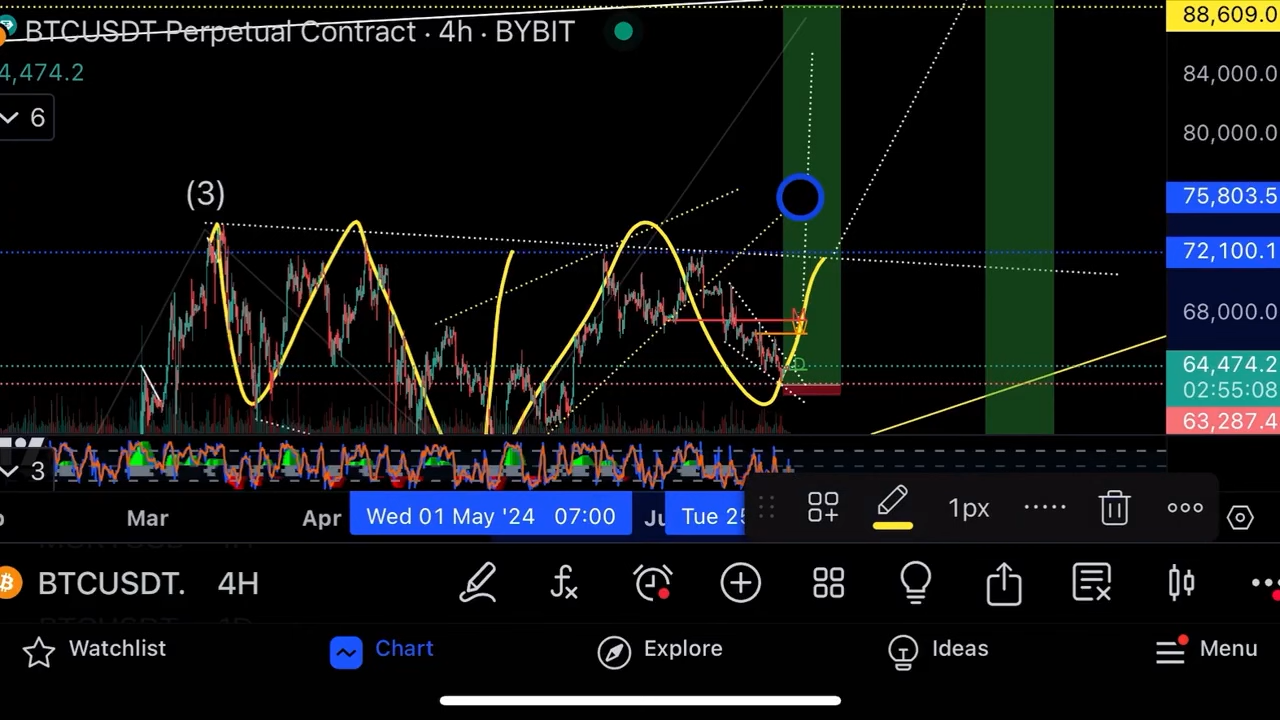 BTCUSDT Perpetual Contract · 4h · BYBIT
88,609.0
4,474.2
84,000.0
6
80,000.0
(3)
75,803.5
72,100.1
68,000.0
64,474.2
02:55:08
63,287.4
3
Mar
Apr
Wed 01 May '24 07:00
Tue 25
1px
BTCUSDT. 4H
Watchlist
Chart
Explore
Ideas
Menu